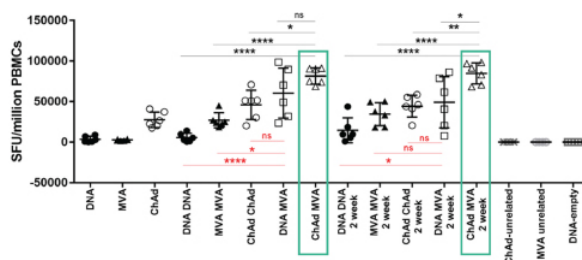 ns
*
*
**
****
****
****
****
150000
100000
50000
0
-50000
SFU/million PBMCs
ns
ns
*
*
****
DNA
MVA
ChAd
DNA DNA
MVA MVA
ChAd ChAd
DNA MVA
ChAd MVA
DNA DNA
2 week
MVA MVA
2 week
ChAd ChAd
2 week
DNA MVA
2 week
ChAd MVA
2 week
ChAd-unrelated
MVA unrelated
DNA-empty